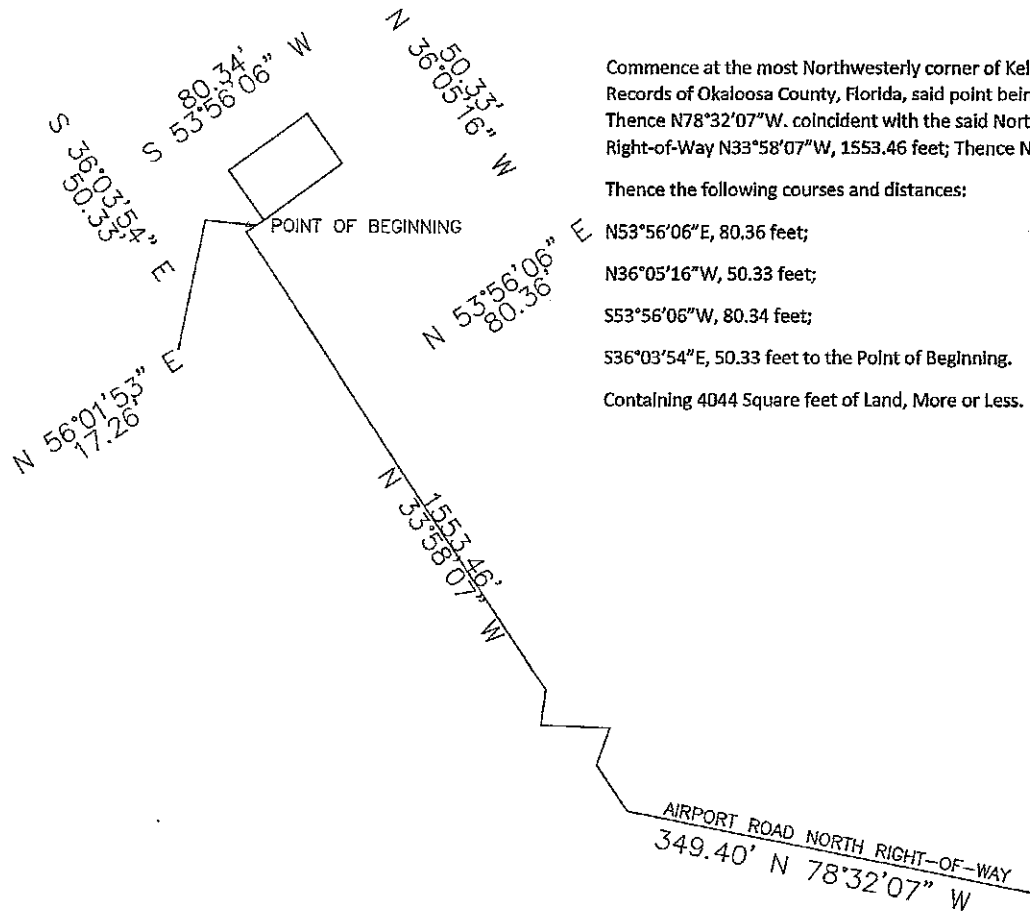 Commence at the most Northwesterly corner of Kel
Records of Okaloosa County, Florida, said point bein
Thence N78°32'07"W. coincident with the said Nort
Right-of-Way N33°58'07"W, 1553.46 feet; Thence N
Thence the following courses and distances:
N53°56'06"E, 80.36 feet;
N36°05'16"W, 50.33 feet;
S53°56'06"W, 80.34 feet;
S36°03'54"E, 50.33 feet to the Point of Beginning.
Containing 4044 Square feet of Land, More or Less.
80.34'
S 53°56'06" W
50.33'
N 36°05'16" W
S 36°03'54" E
50.33'
POINT OF BEGINNING
N 53°56'06" E
80.36'
N 56°01'53" E
17.26'
1553.46'
N 33°58'07" W
AIRPORT ROAD NORTH RIGHT-OF-WAY
349.40' N 78°32'07" W